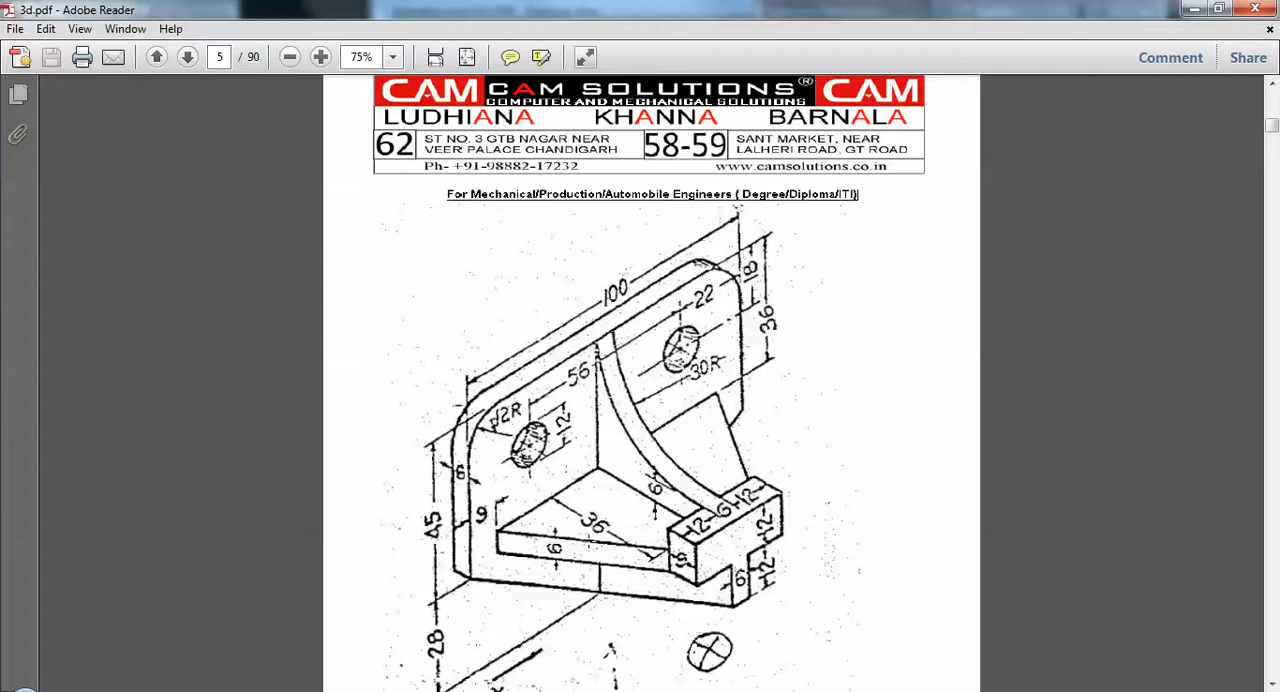 3d.pdf - Adobe Reader
File Edit View Window Help
5 / 90 75% Comment Share
CAM CAM SOLUTIONS® CAM
COMPUTER AND MECHANICAL SOLUTIONS
LUDHIANA KHANNA BARNALA
62 ST NO. 3 GTB NAGAR NEAR
VEER PALACE CHANDIGARH
58-59 SANT MARKET, NEAR
LALHERI ROAD, GT ROAD
Ph- +91-98882-17232 www.camsolutions.co.in
For Mechanical/Production/Automobile Engineers ( Degree/Diploma/ITI)
100
18
22
36
56
30R
12R
12
6
9
45
36
6
6
12
6
12
12
12
6
28
X